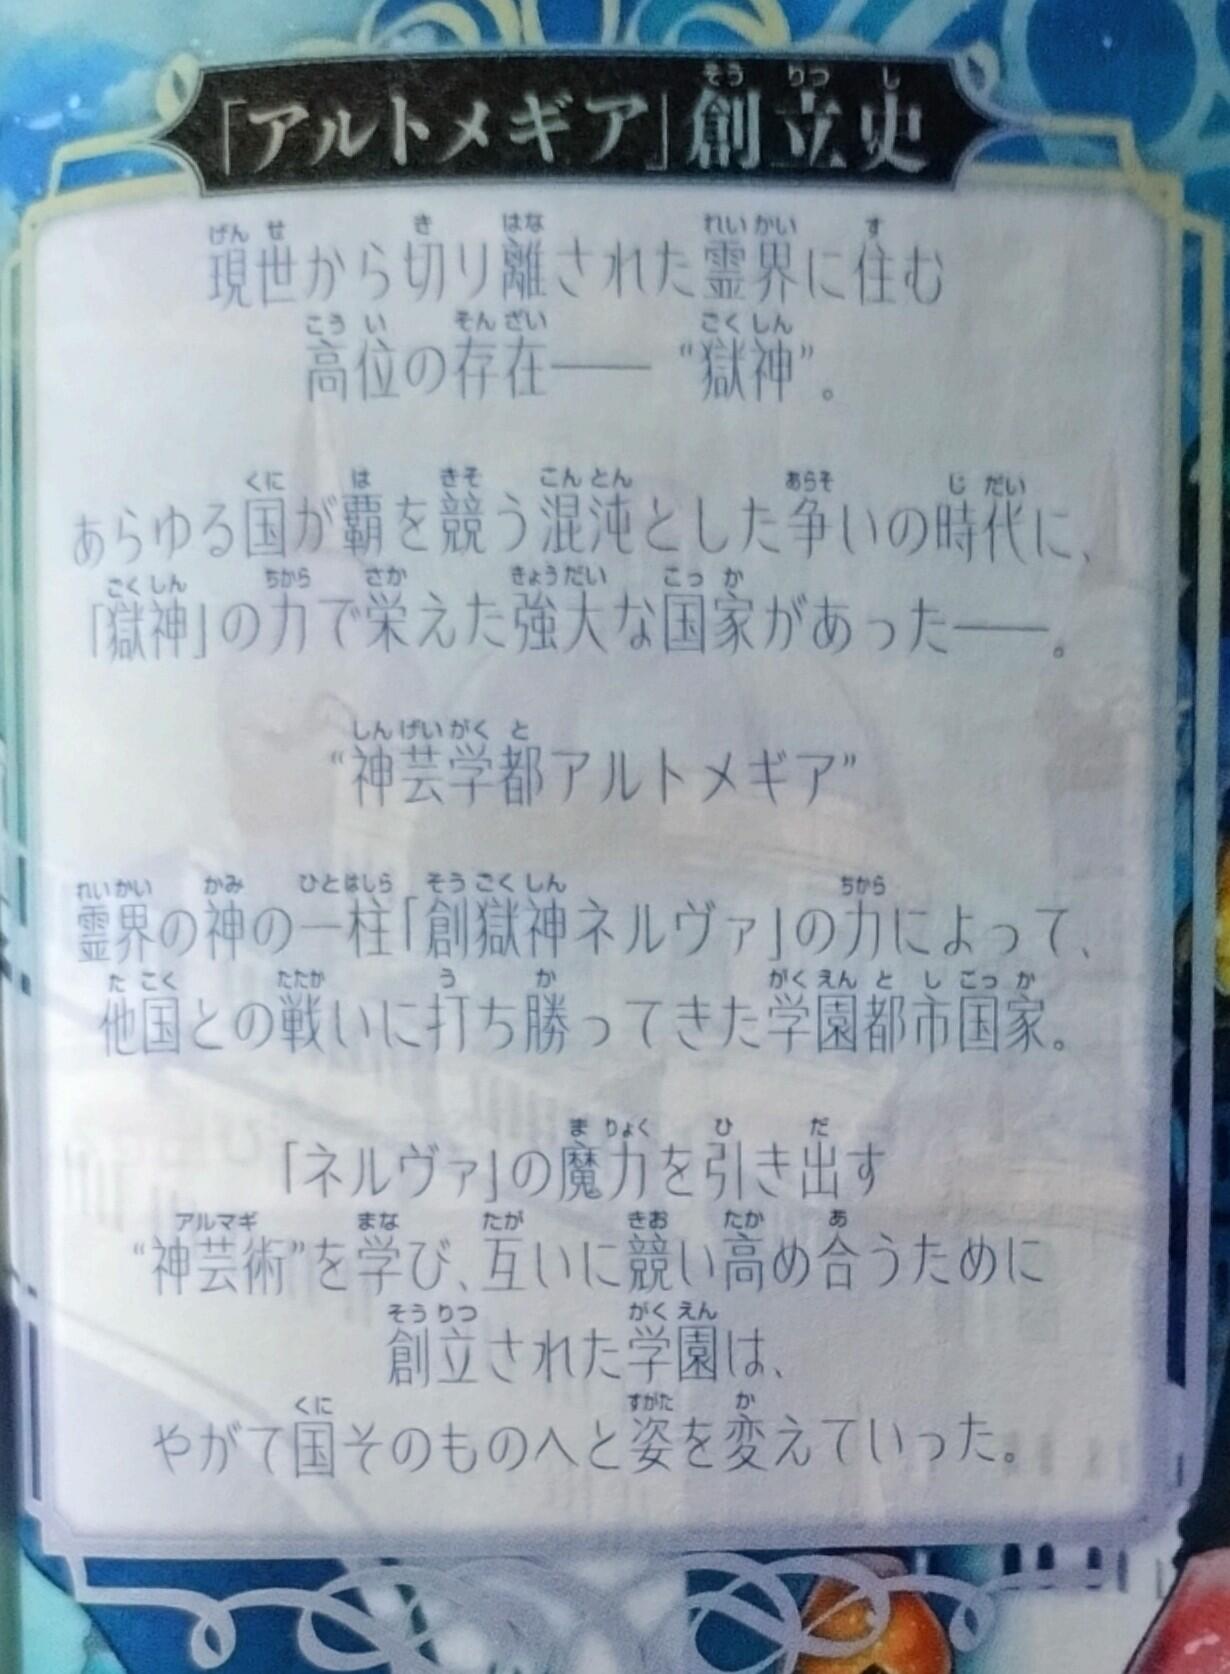 「アルトメギア」創立史
現世から切り離された霊界に住む
高位の存在―― “獄神”。
あらゆる国が覇を競う混沌とした争いの時代に、
「獄神」の力で栄えた強大な国家があった――。
“神芸学都アルトメギア”
霊界の神の一柱「創獄神ネルヴァ」の力によって、
他国との戦いに打ち勝ってきた学園都市国家。
「ネルヴァ」の魔力を引き出す
“神芸術”を学び、互いに競い高め合うために
創立された学園は、
やがて国そのものへと姿を変えていった。